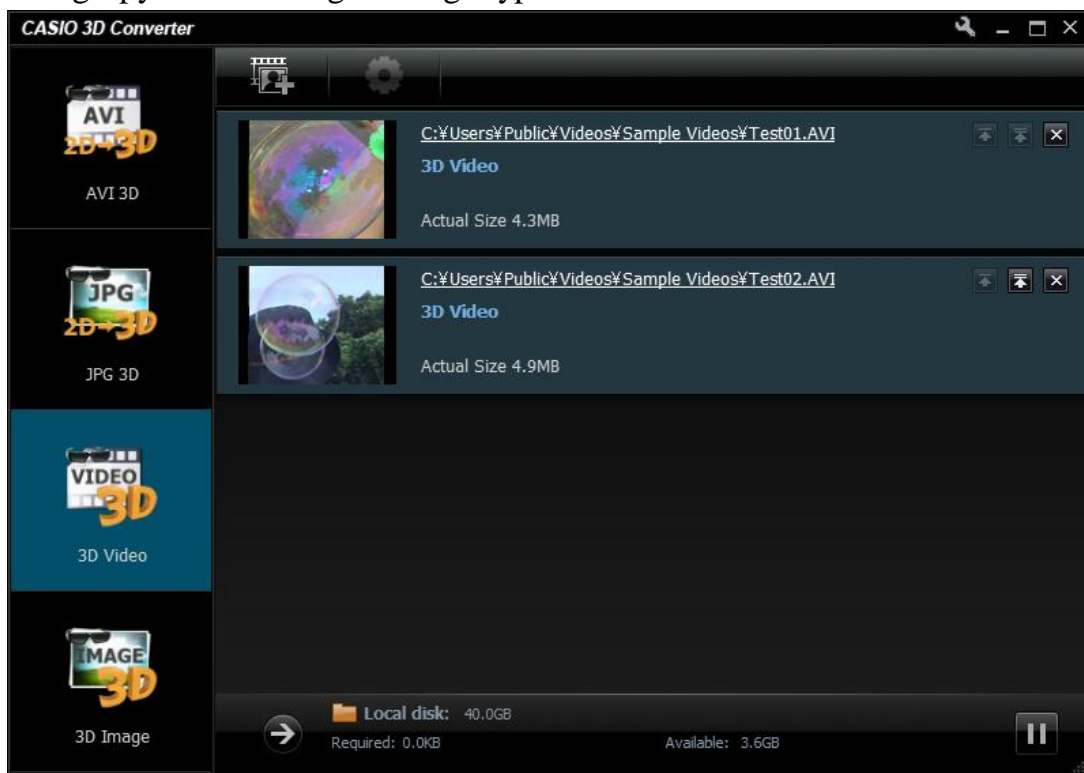 CASIO 3D Converter
AVI
2D→3D
AVI 3D
JPG
2D→3D
JPG 3D
VIDEO
3D
3D Video
IMAGE
3D
3D Image
C:¥Users¥Public¥Videos¥Sample Videos¥Test01.AVI
3D Video
Actual Size 4.3MB
C:¥Users¥Public¥Videos¥Sample Videos¥Test02.AVI
3D Video
Actual Size 4.9MB
Local disk: 40.0GB
Required: 0.0KB Available: 3.6GB